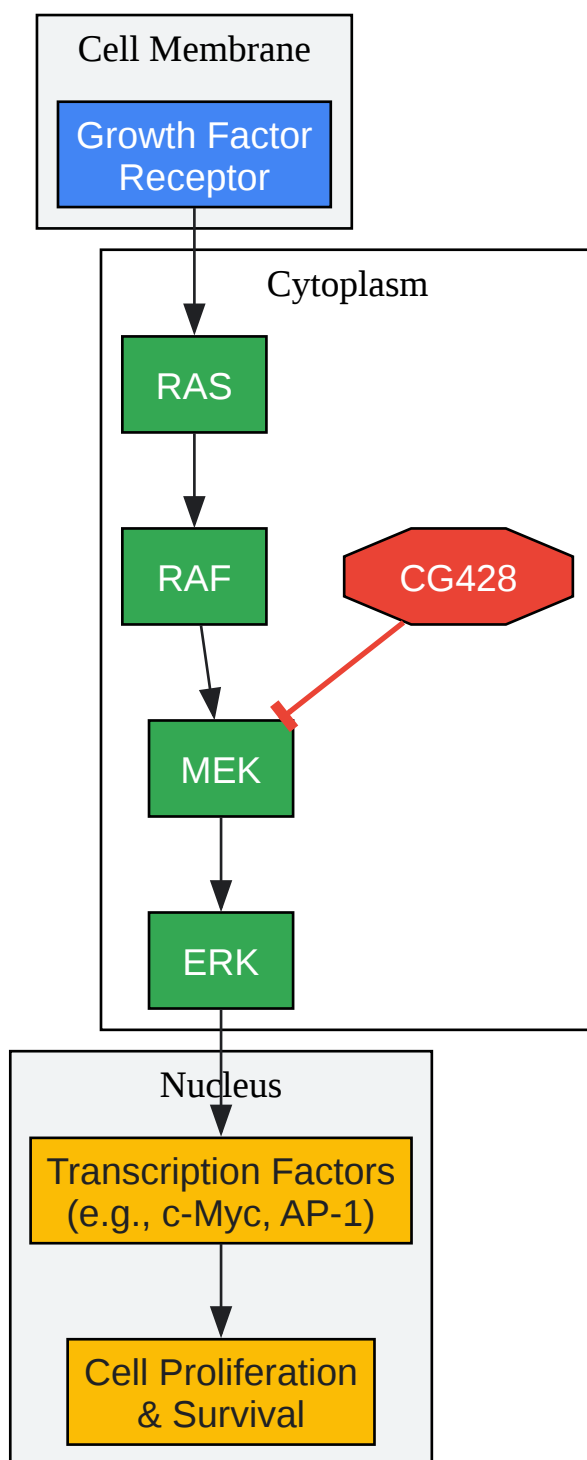 Cell Membrane
Growth Factor
Receptor
Cytoplasm
RAS
RAF
CG428
MEK
ERK
Nucleus
Transcription Factors
(e.g., c-Myc, AP-1)
Cell Proliferation
& Survival